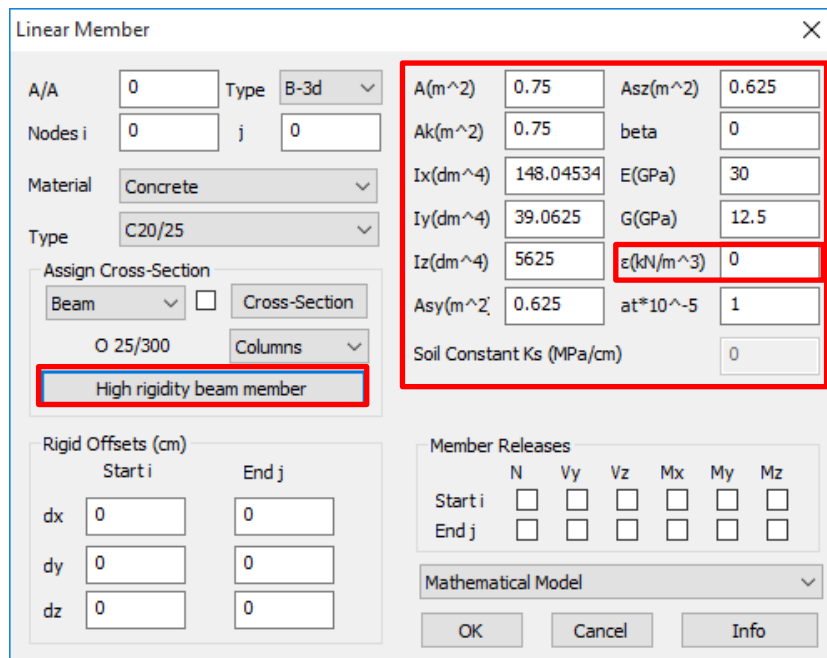 Linear Member
A/A 0 Type B-3d
Nodes i 0 j 0
Material Concrete
Type C20/25
Assign Cross-Section
Beam Cross-Section
O 25/300 Columns
High rigidity beam member
A(m^2) 0.75 Asz(m^2) 0.625
Ak(m^2) 0.75 beta 0
Ix(dm^4) 148.04534 E(GPa) 30
Iy(dm^4) 39.0625 G(GPa) 12.5
Iz(dm^4) 5625 ε(kN/m^3) 0
Asy(m^2) 0.625 at*10^-5 1
Soil Constant Ks (MPa/cm) 0
Rigid Offsets (cm)
Start i End j
dx 0 0
dy 0 0
dz 0 0
Member Releases
N Vy Vz Mx My Mz
Start i
End j
Mathematical Model
OK Cancel Info